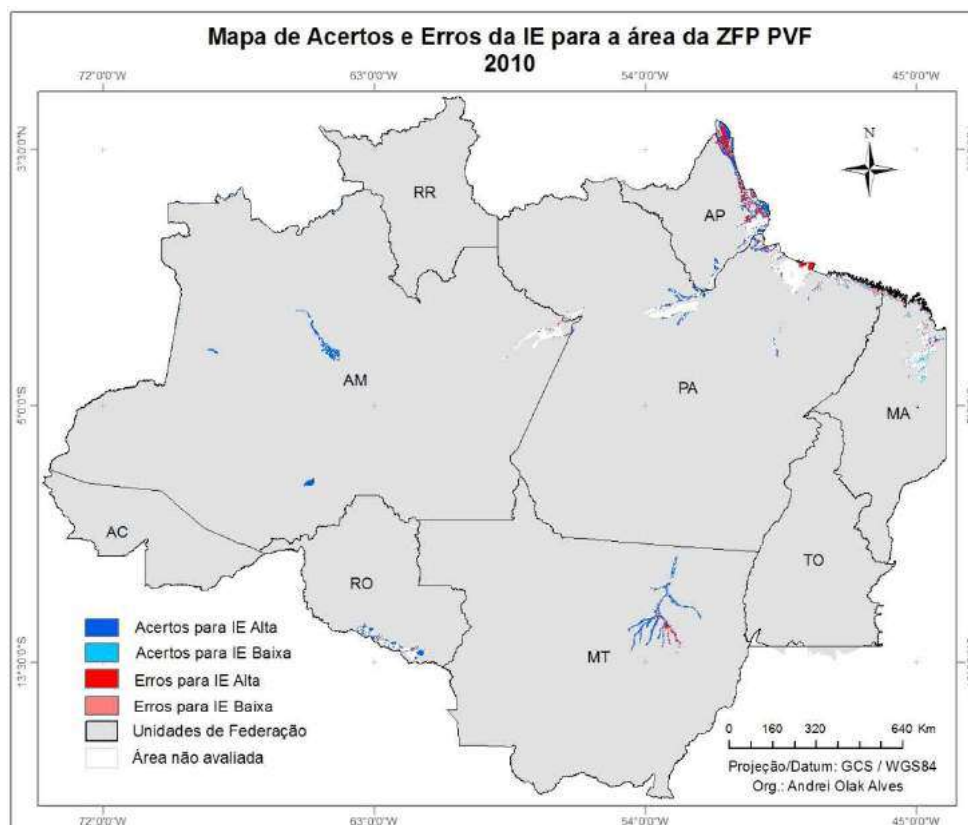 Mapa de Acertos e Erros da IE para a área da ZFP PVF
2010
72°0'0"W 63°0'0"W 54°0'0"W 45°0'0"W
3°30'0"N
N
RR
AP
AM
PA
MA
5°0'0"S
AC
RO
TO
MT
13°30'0"S
Acertos para IE Alta
Acertos para IE Baixa
Erros para IE Alta
Erros para IE Baixa
Unidades de Federação
Área não avaliada
0 160 320 640 Km
Projeção/Datum: GCS / WGS84
Org.: Andrei Olak Alves
72°0'0"W 63°0'0"W 54°0'0"W 45°0'0"W